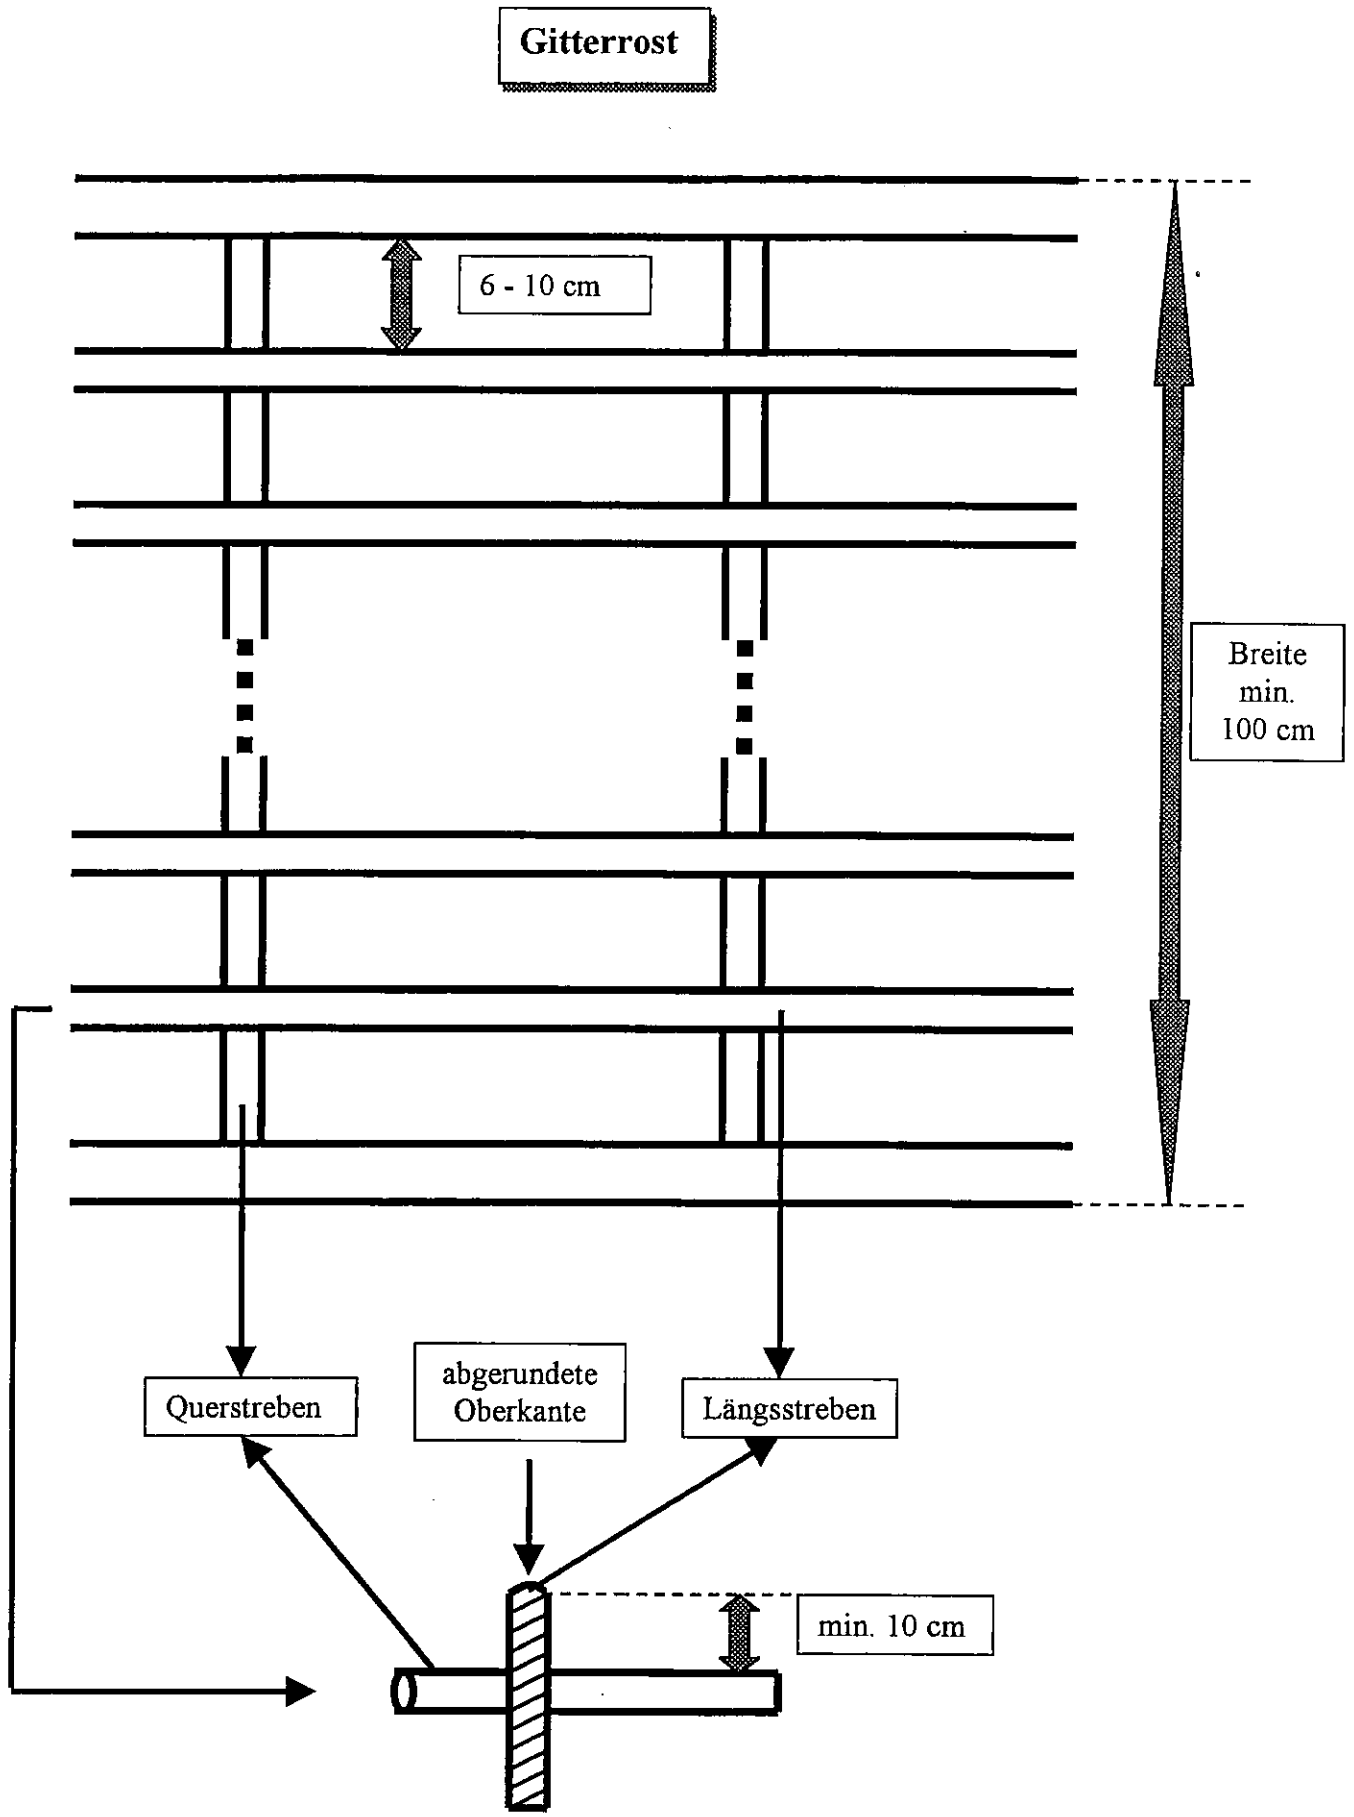 Gitterrost
6 - 10 cm
Breite
min.
100 cm
Querstreben
abgerundete
Oberkante
Längsstreben
min. 10 cm